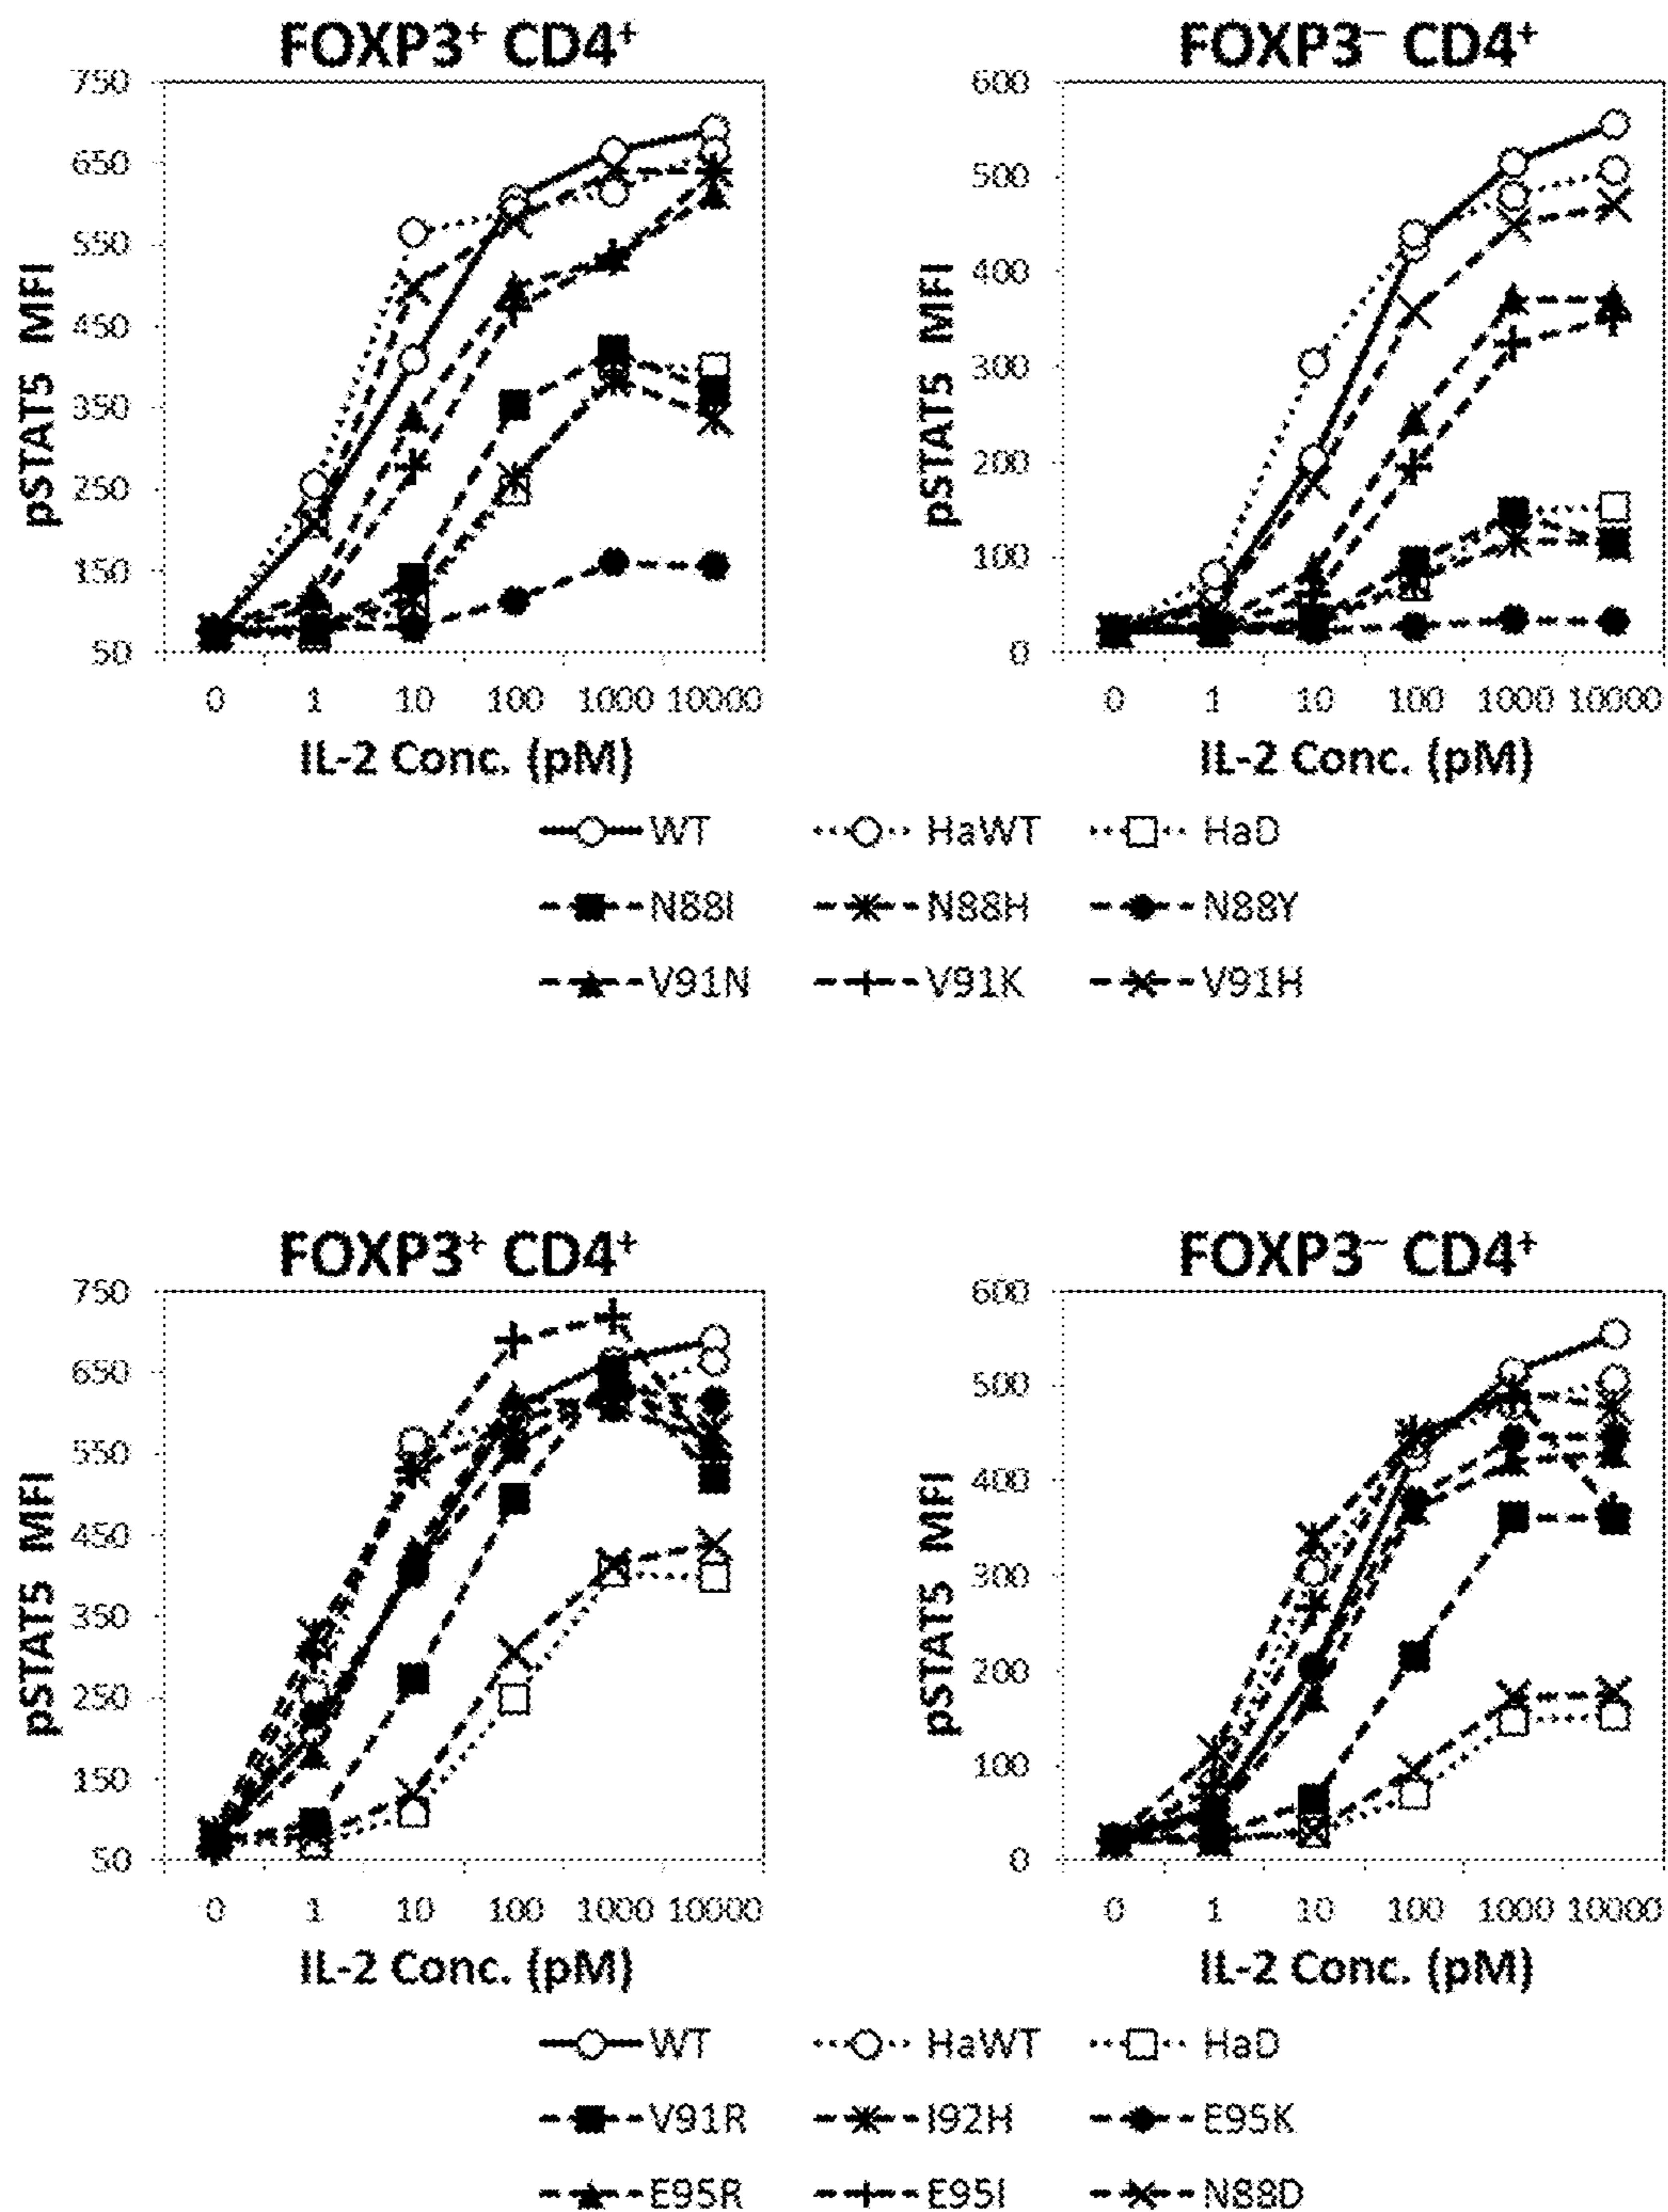 FOXP3+ CD4+
FOXP3– CD4+
750
650
550
450
350
250
150
50
pSTAT5 MFI
0 1 10 100 1000 10000
IL-2 Conc. (pM)
600
500
400
300
200
100
0
pSTAT5 MFI
0 1 10 100 1000 10000
IL-2 Conc. (pM)
WT HaWT HaD
N88I N88H N88Y
V91N V91K V91H
FOXP3+ CD4+
FOXP3– CD4+
750
650
550
450
350
250
150
50
pSTAT5 MFI
0 1 10 100 1000 10000
IL-2 Conc. (pM)
600
500
400
300
200
100
0
pSTAT5 MFI
0 1 10 100 1000 10000
IL-2 Conc. (pM)
WT HaWT HaD
V91R I92H E95K
E95R E95I N88D